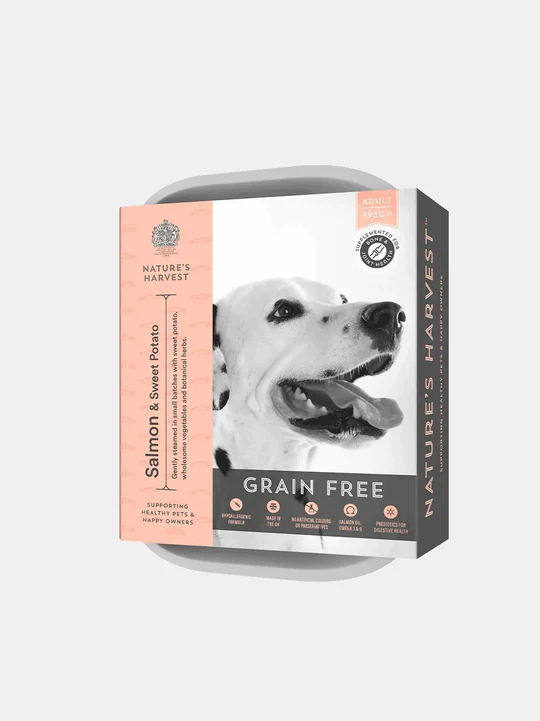 NATURE'S
HARVEST
Salmon & Sweet Potato
Gently steamed in small batches with sweet potato,
wholesome vegetables and botanical herbs.
SUPPORTING
HEALTHY PETS &
HAPPY OWNERS
ADULT
395G℮
SUPPLEMENTED FOR
BONE &
JOINT HEALTH
GRAIN FREE
HYPOALLERGENIC
FORMULA
MADE IN
THE UK
NO ARTIFICIAL COLOURS
OR PRESERVATIVES
SALMON OIL
OMEGA 3 & 6
PREBIOTICS FOR
DIGESTIVE HEALTH
NATURE'S HARVEST™
SUPPORTING HEALTHY PETS & HAPPY OWNERS